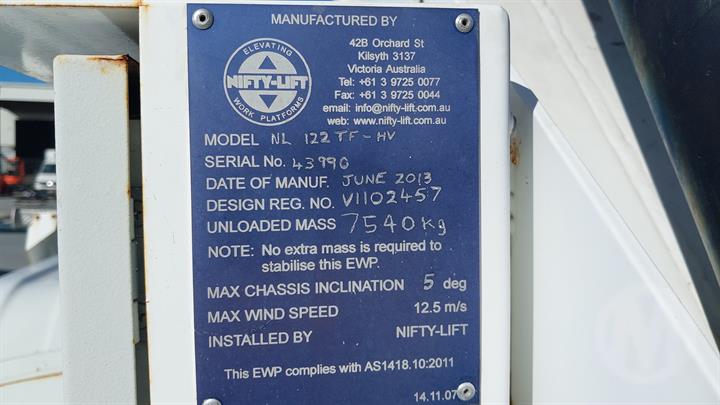 MANUFACTURED BY
ELEVATING
NIFTY-LIFT
WORK PLATFORMS
42B Orchard St
Kilsyth 3137
Victoria Australia
Tel: +61 3 9725 0077
Fax: +61 3 9725 0044
email: info@nifty-lift.com.au
web: www.nifty-lift.com.au
MODEL NL 122TF-HV
SERIAL No. 43990
DATE OF MANUF. JUNE 2013
DESIGN REG. NO. V1102457
UNLOADED MASS 7540kg
NOTE: No extra mass is required to
stabilise this EWP.
MAX CHASSIS INCLINATION 5 deg
MAX WIND SPEED 12.5 m/s
INSTALLED BY NIFTY-LIFT
This EWP complies with AS1418.10:2011
14.11.07